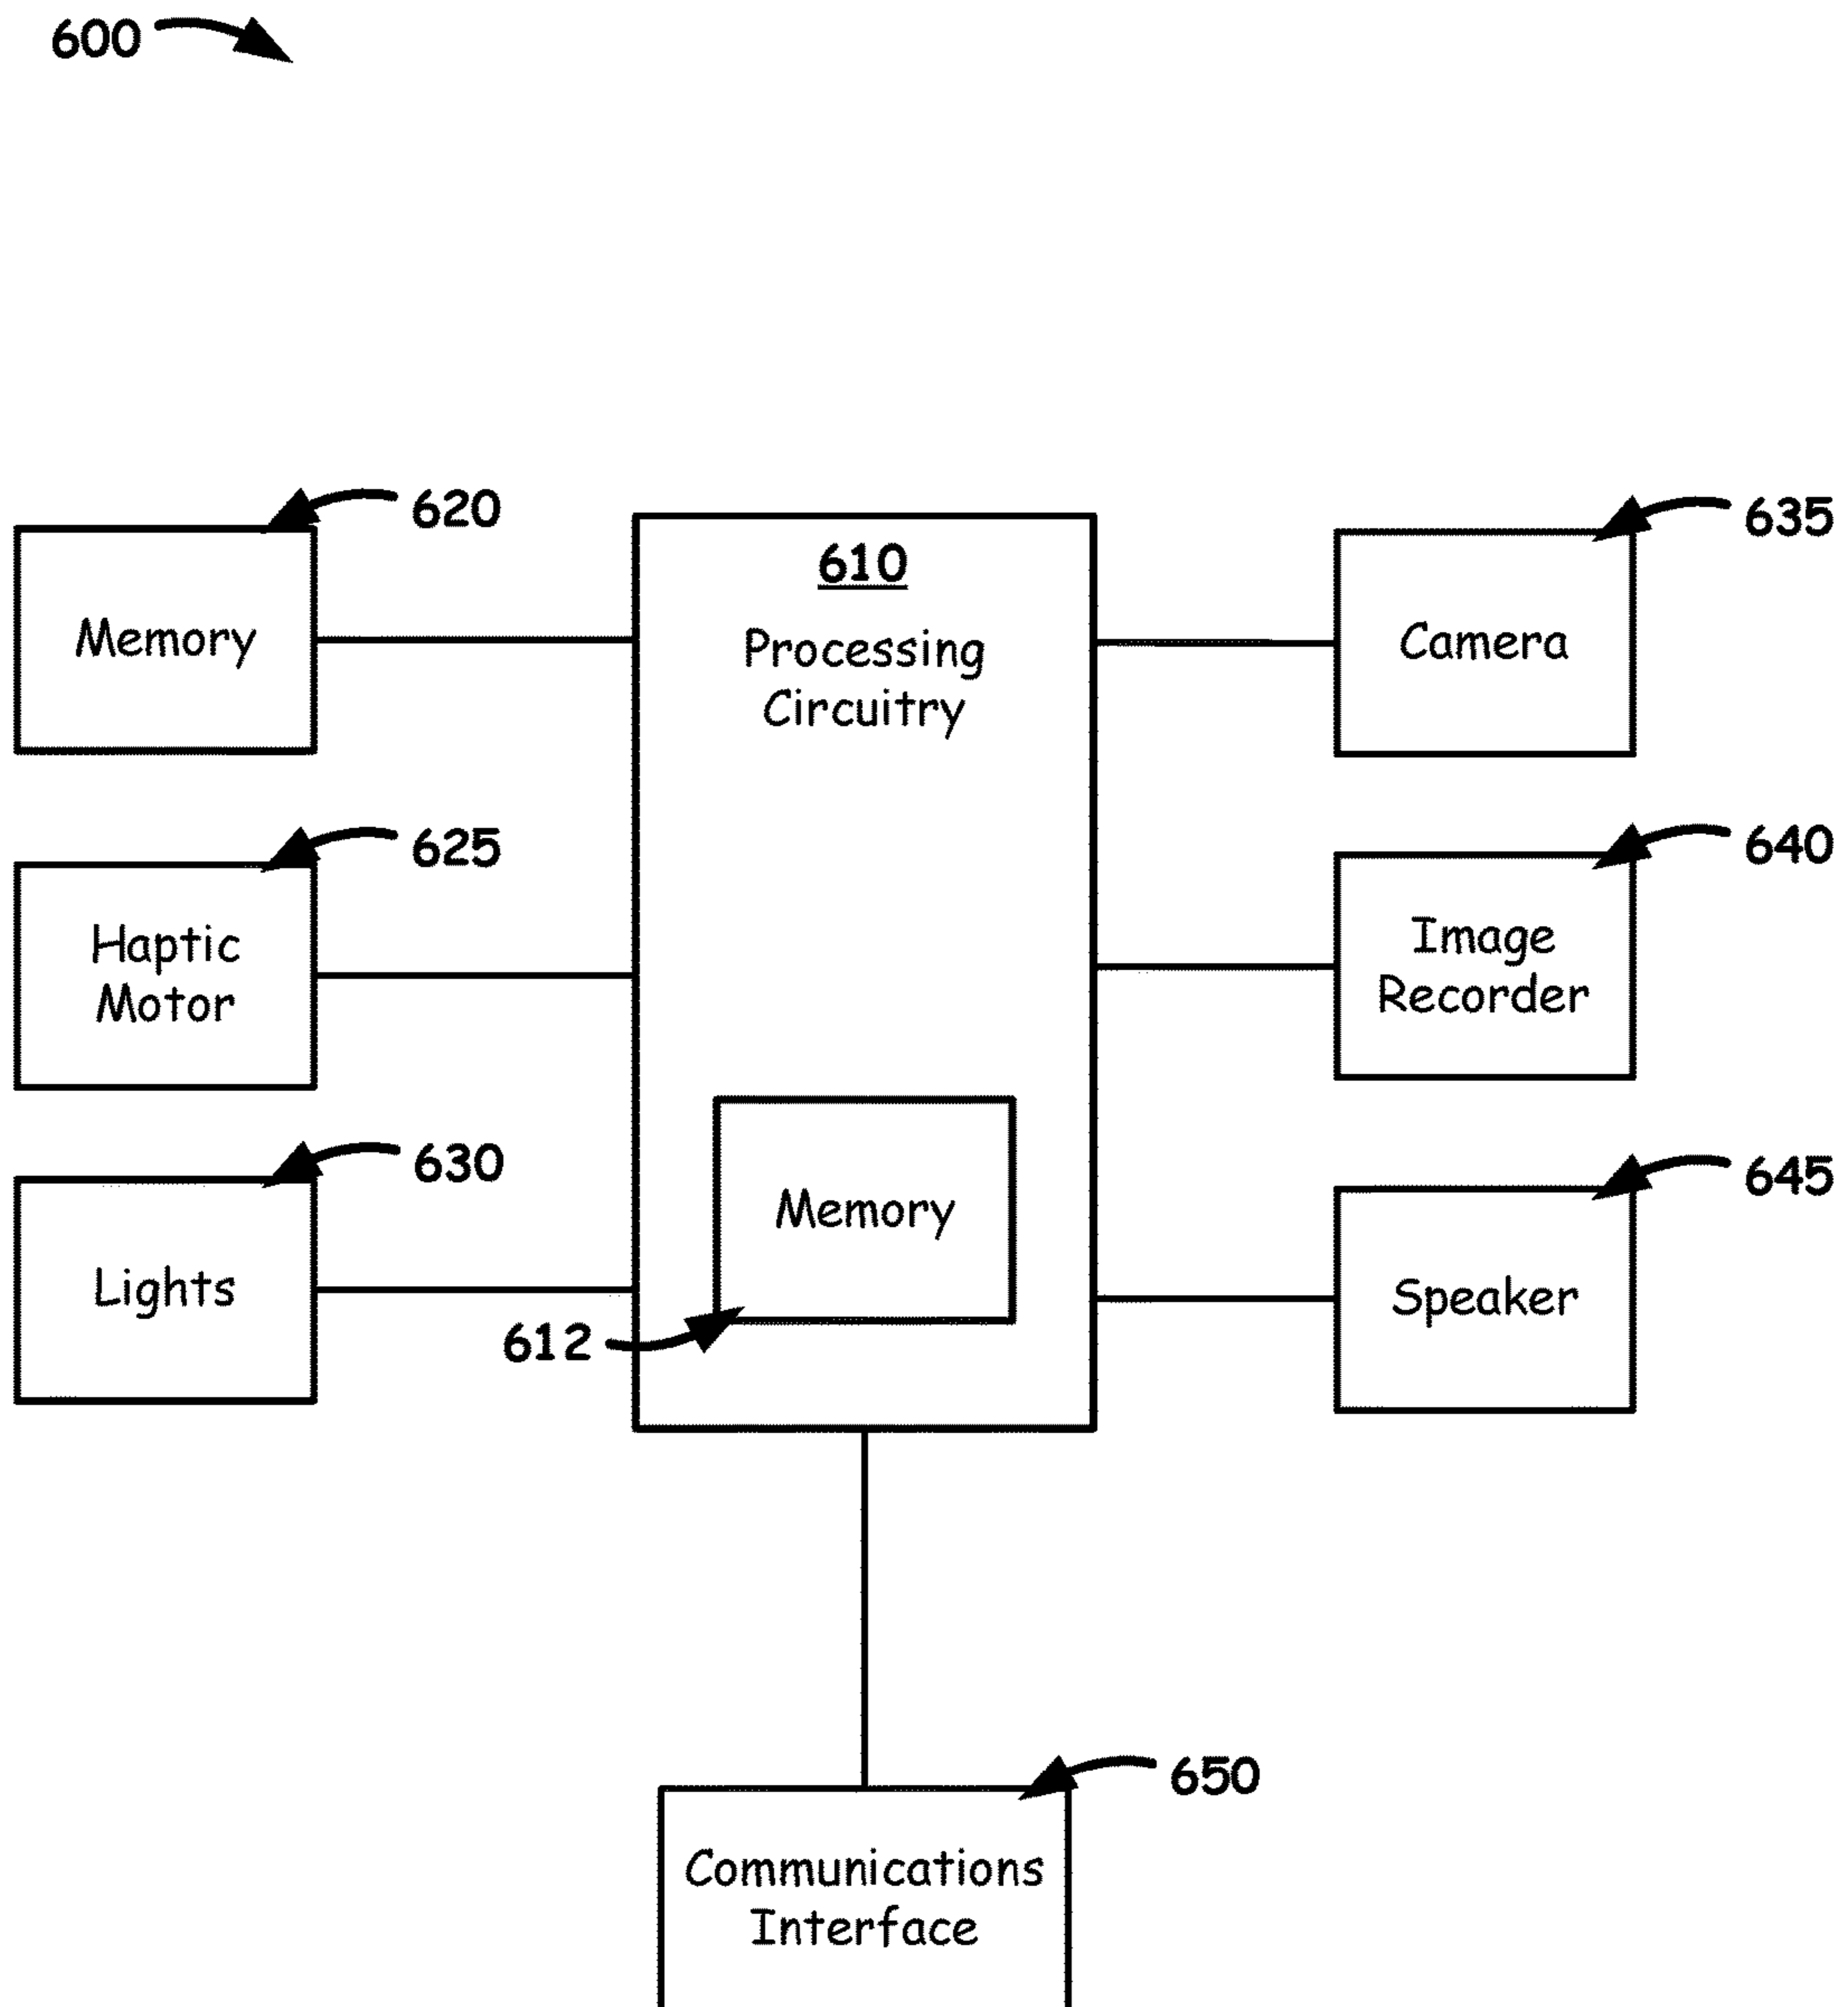 600
620
Memory
610
Processing
Circuitry
635
Camera
625
Haptic
Motor
640
Image
Recorder
630
Lights
612
Memory
645
Speaker
650
Communications
Interface